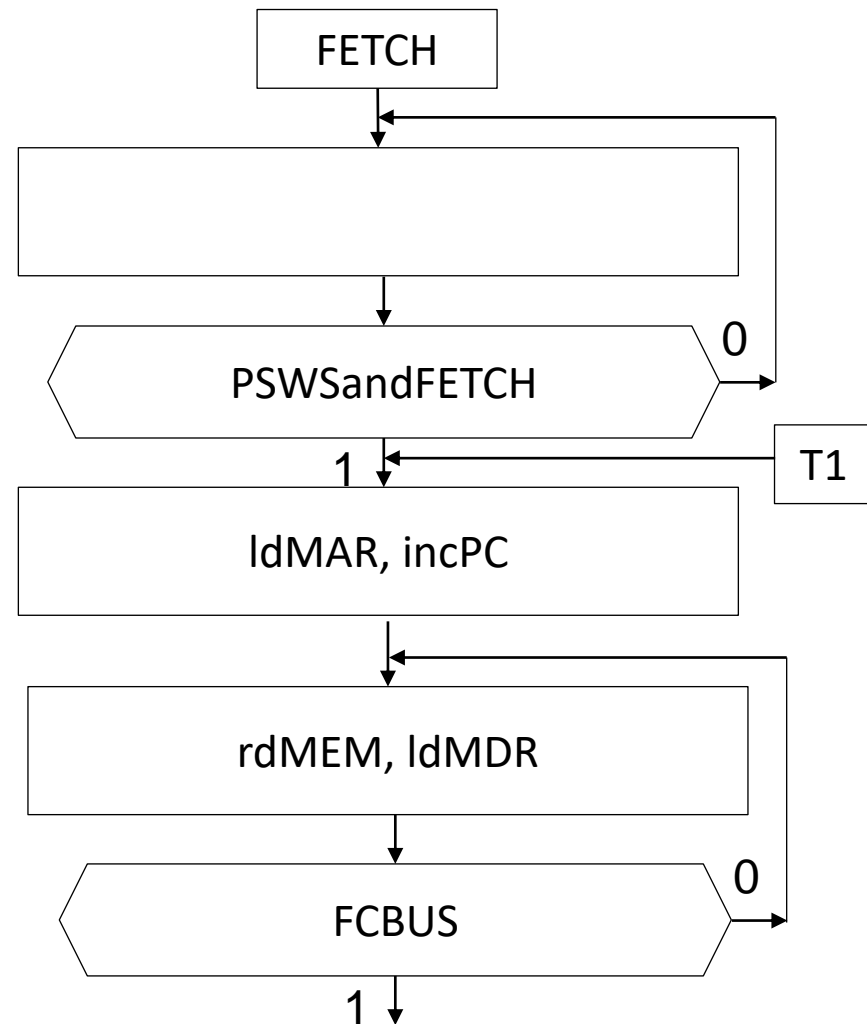 FETCH
0
PSWSandFETCH
1
T1
ldMAR, incPC
rdMEM, ldMDR
0
FCBUS
1